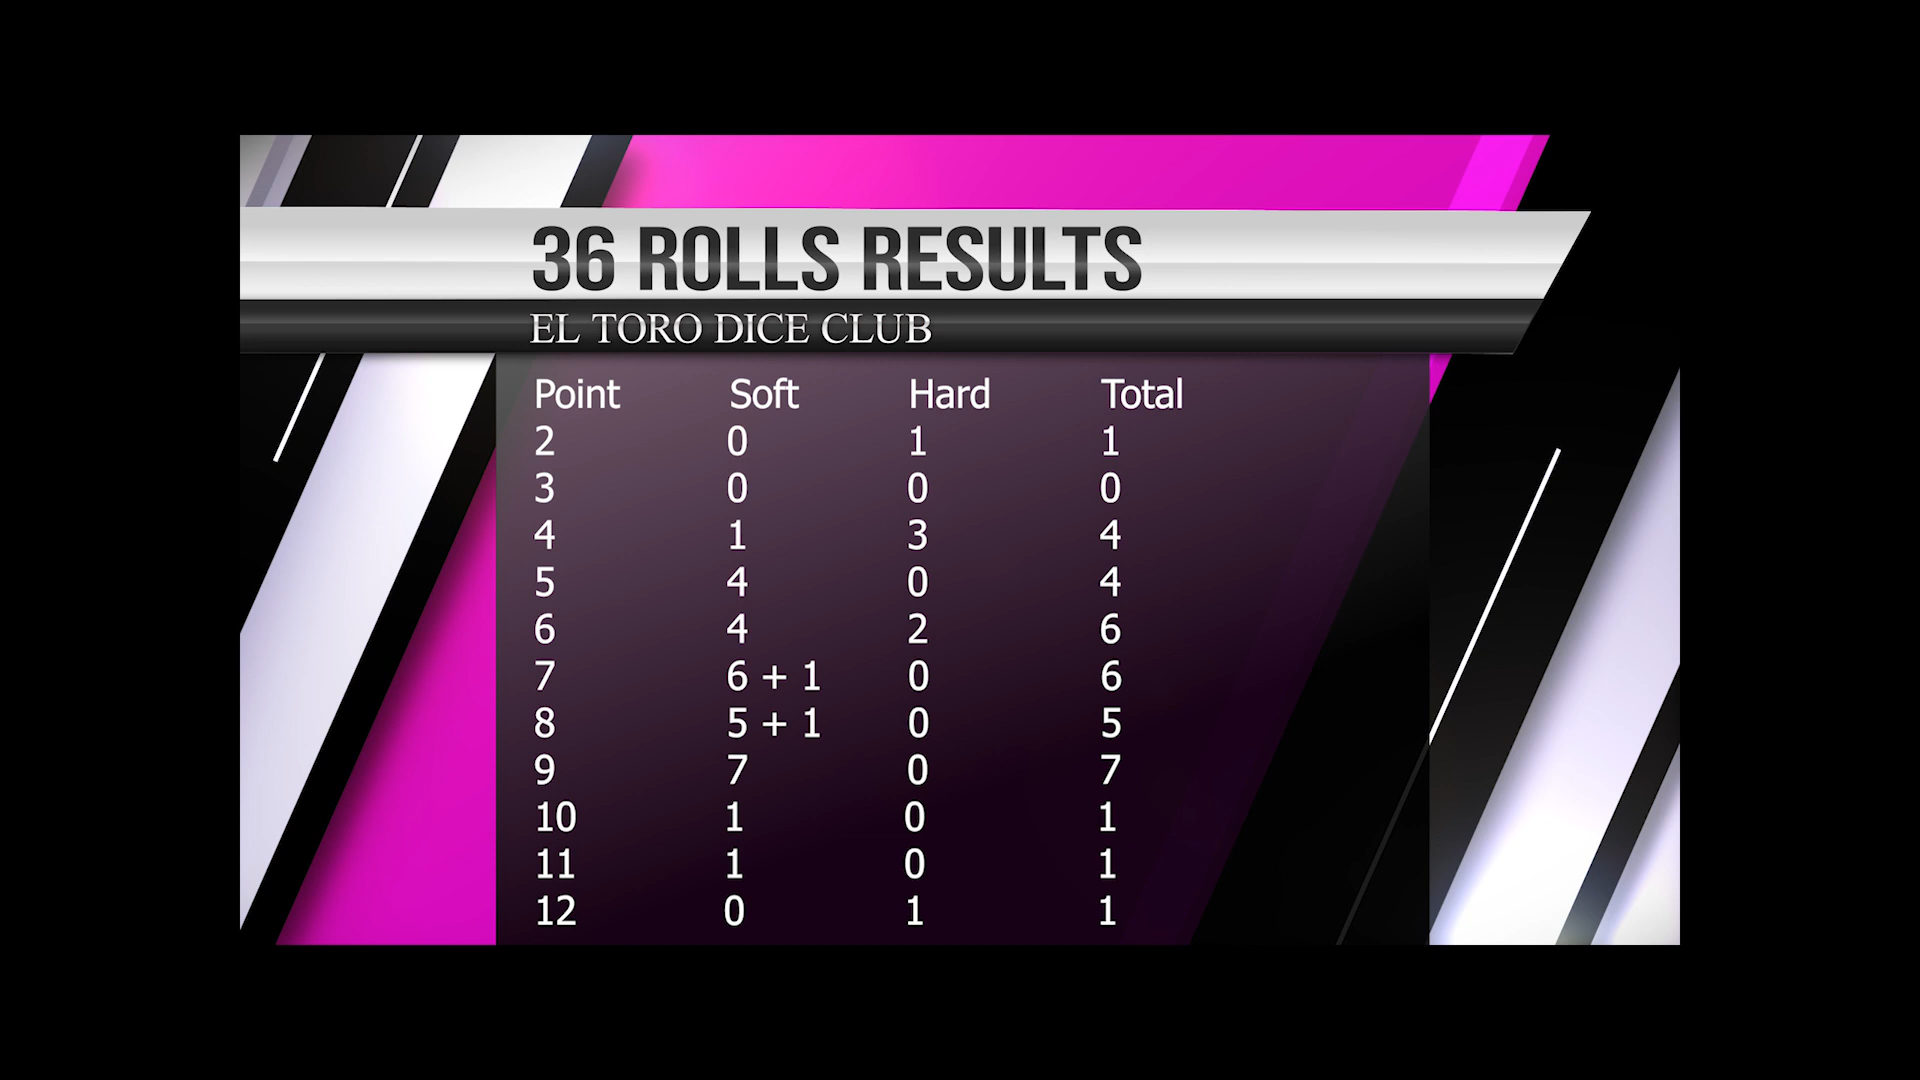 36 ROLLS RESULTS
EL TORO DICE CLUB
Point Soft Hard Total
2 0 1 1
3 0 0 0
4 1 3 4
5 4 0 4
6 4 2 6
7 6 + 1 0 6
8 5 + 1 0 5
9 7 0 7
10 1 0 1
11 1 0 1
12 0 1 1